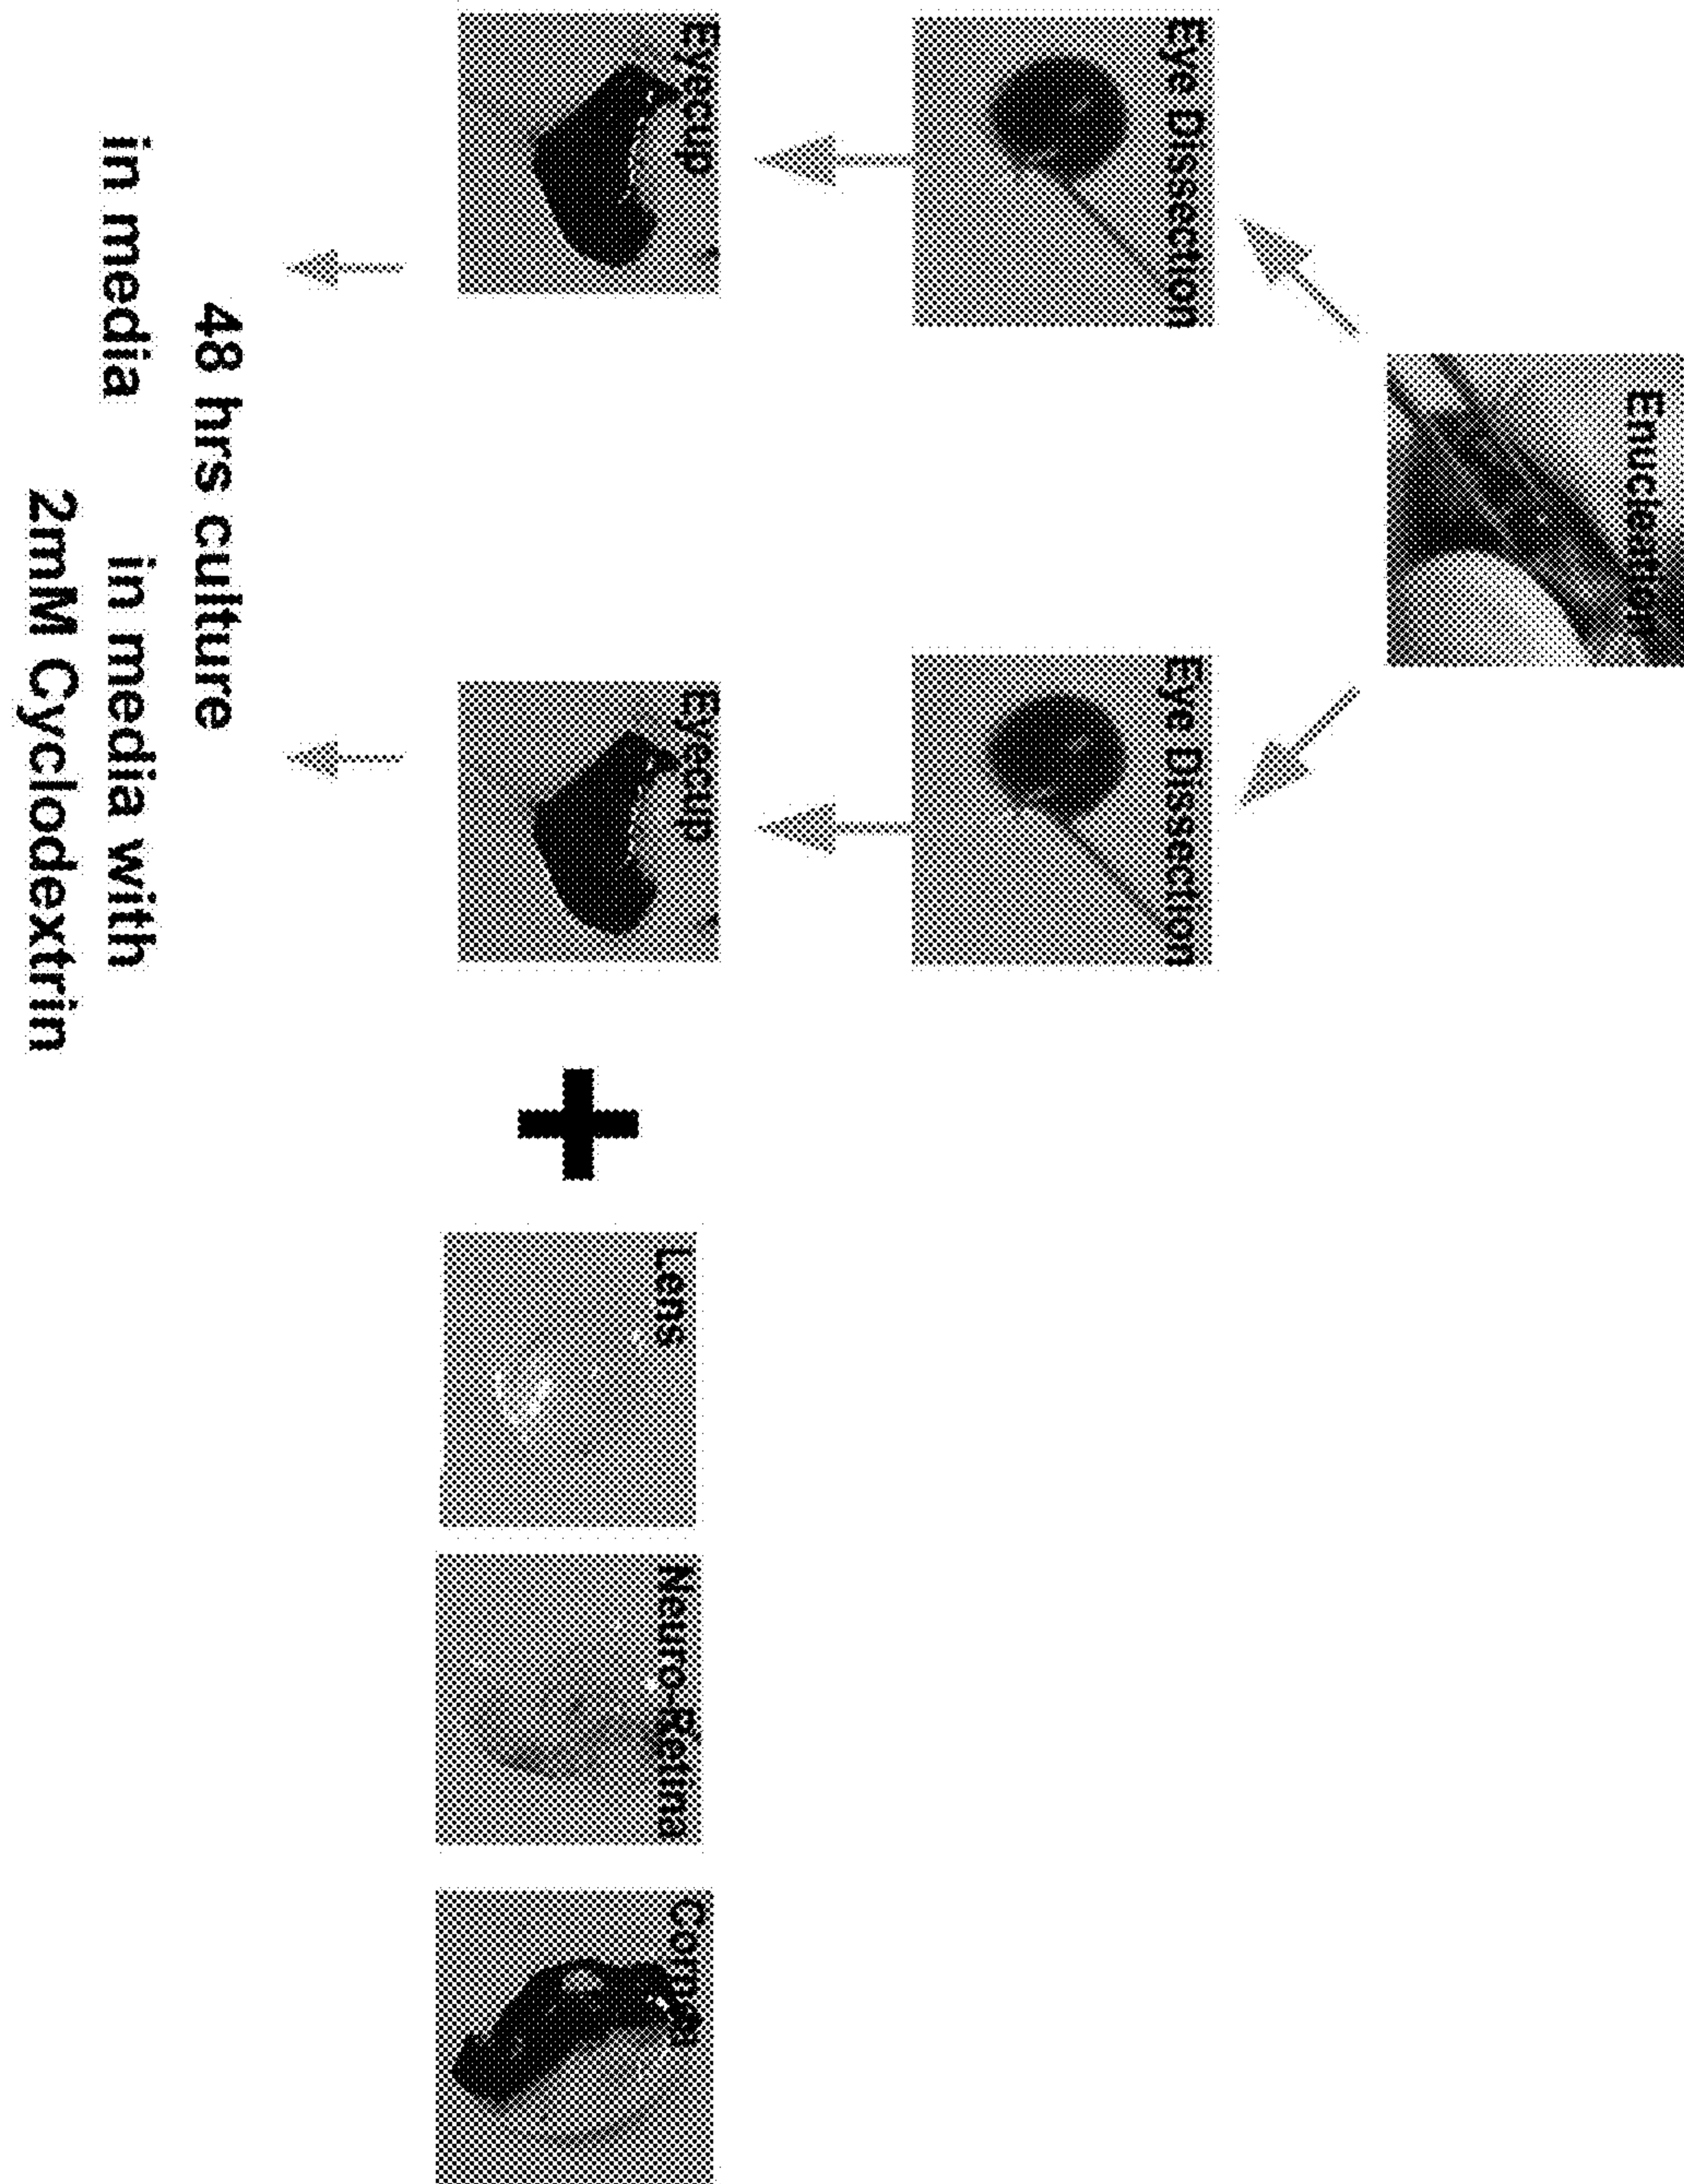 Enucleation
Eye Dissection
Eye Dissection
Eyecup
Eyecup
Lens
Neuro-Retina
Cornea
48 hrs culture
in media
in media with
2mM Cyclodextrin